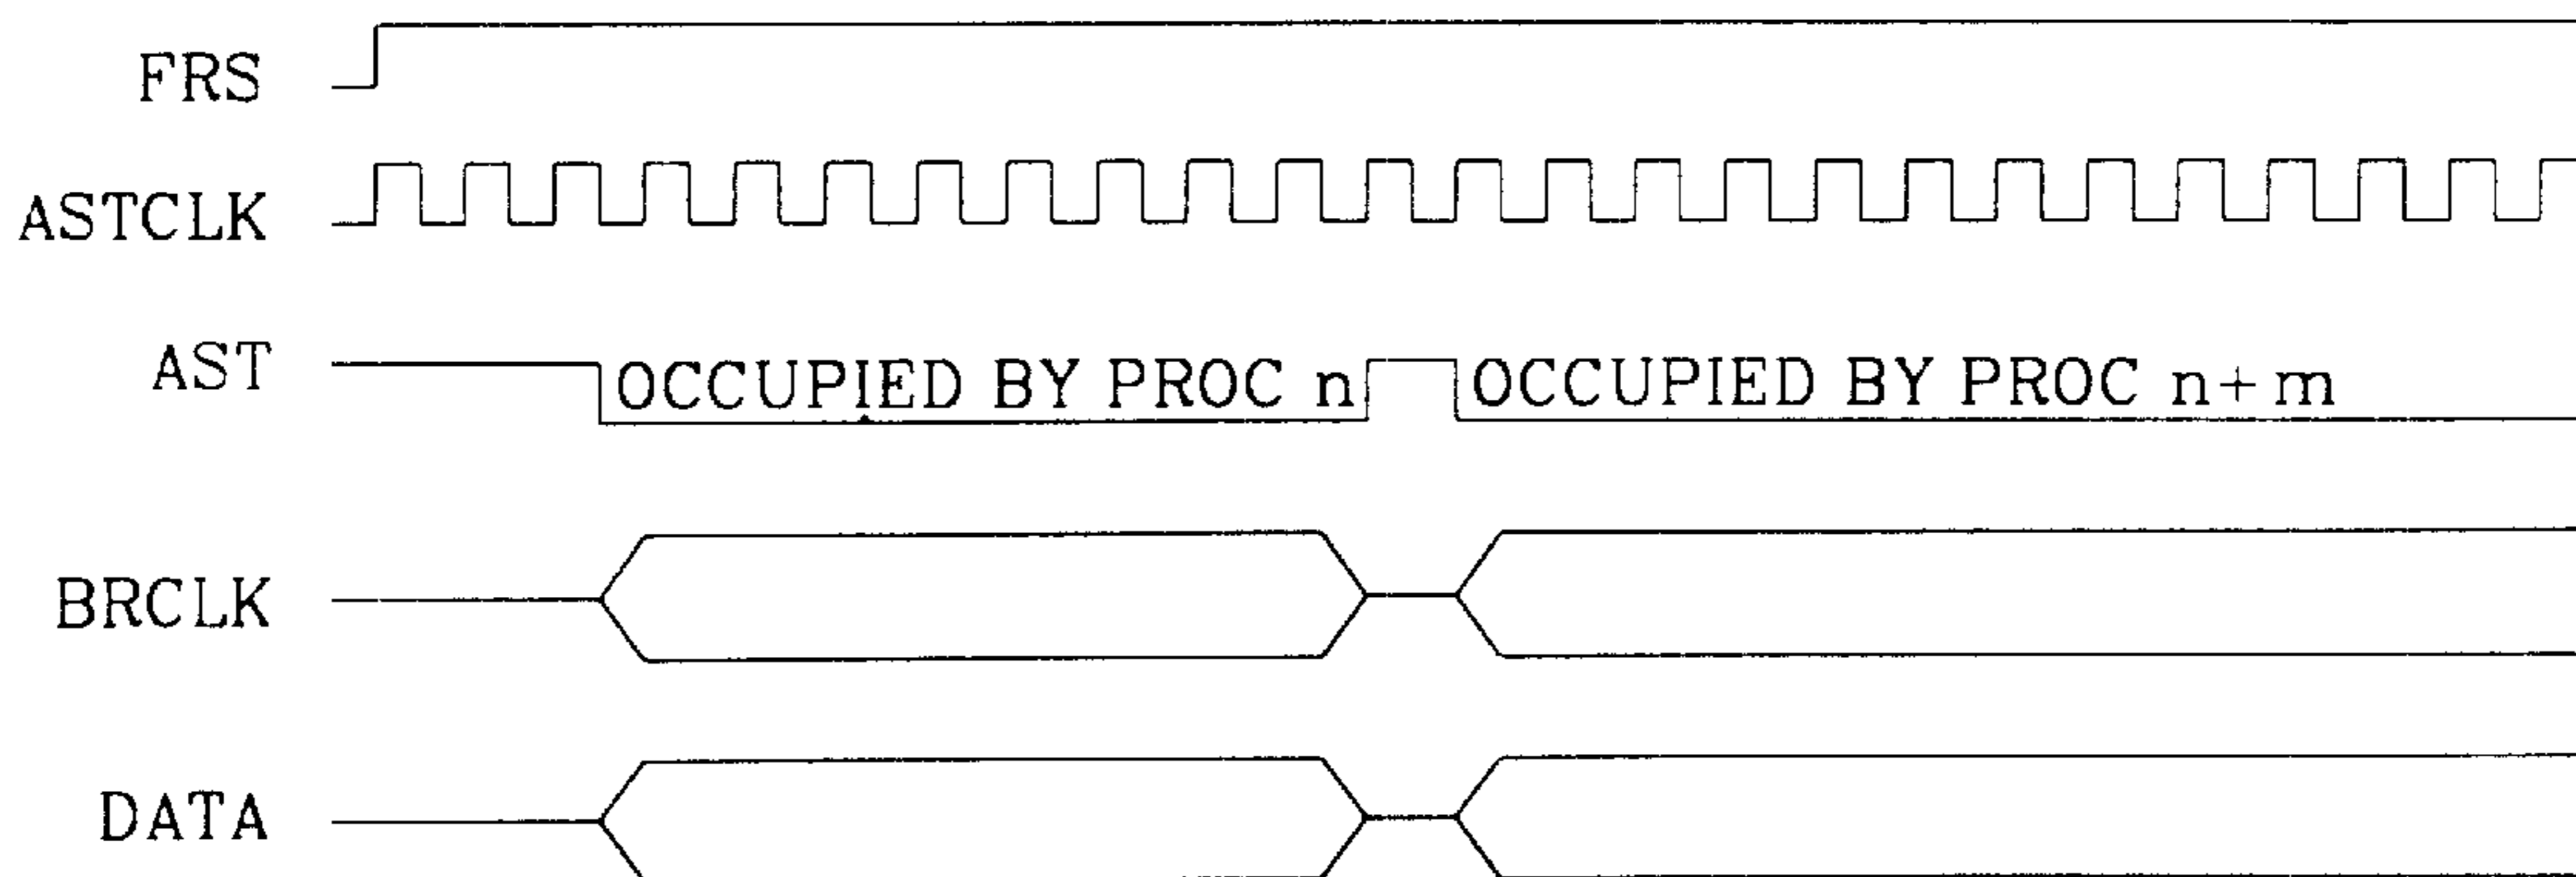 FRS
ASTCLK
AST
OCCUPIED BY PROC n
OCCUPIED BY PROC n+m
BRCLK
DATA